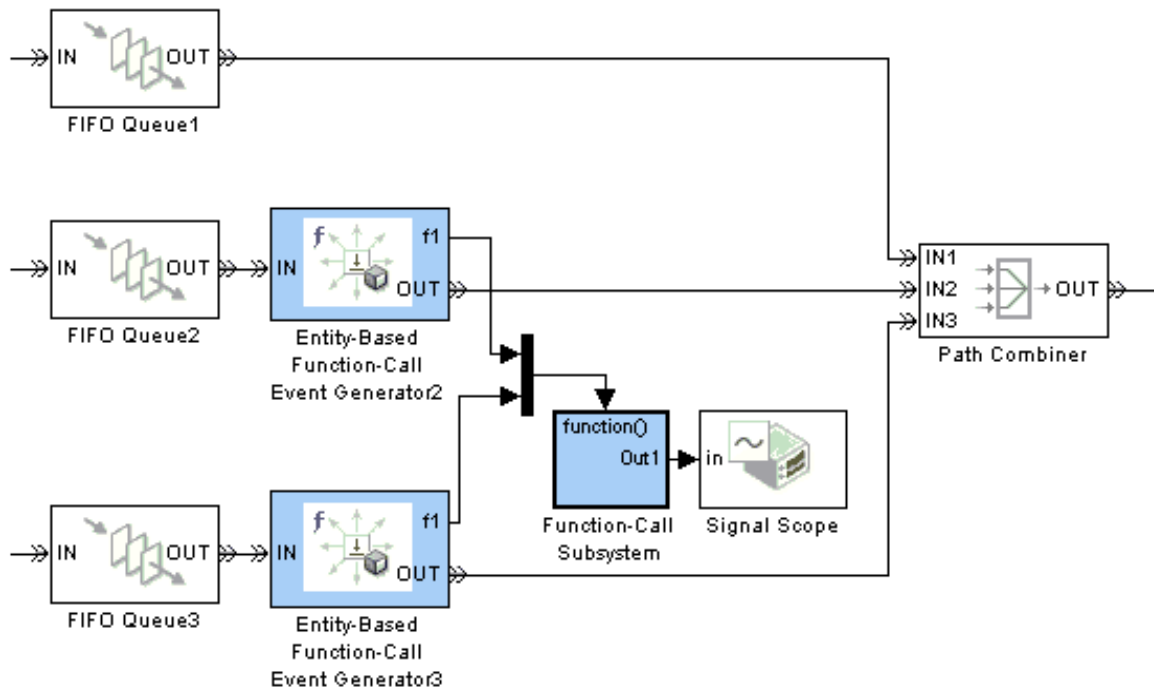 IN OUT
FIFO Queue1
IN OUT
FIFO Queue2
IN f1
OUT
Entity-Based
Function-Call
Event Generator2
IN1
IN2 OUT
IN3
Path Combiner
function()
Out1
Function-Call
Subsystem
in
Signal Scope
IN OUT
FIFO Queue3
f1
IN
OUT
Entity-Based
Function-Call
Event Generator3